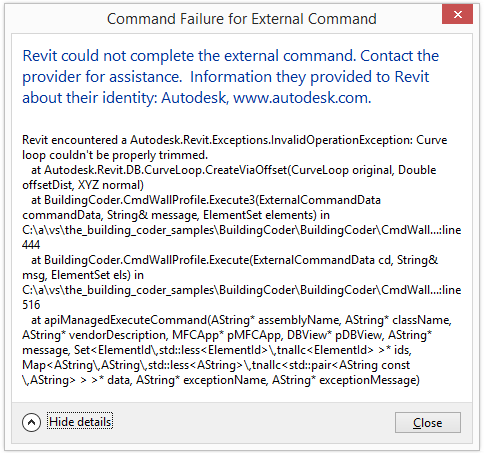 Command Failure for External Command
Revit could not complete the external command. Contact the
provider for assistance.  Information they provided to Revit
about their identity: Autodesk, www.autodesk.com.
Revit encountered a Autodesk.Revit.Exceptions.InvalidOperationException: Curve
loop couldn't be properly trimmed.
at Autodesk.Revit.DB.CurveLoop.CreateViaOffset(CurveLoop original, Double
offsetDist, XYZ normal)
at BuildingCoder.CmdWallProfile.Execute3(ExternalCommandData
commandData, String& message, ElementSet elements) in
C:\a\vs\the_building_coder_samples\BuildingCoder\BuildingCoder\CmdWall...:line
444
at BuildingCoder.CmdWallProfile.Execute(ExternalCommandData cd, String&
msg, ElementSet els) in
C:\a\vs\the_building_coder_samples\BuildingCoder\BuildingCoder\CmdWall...:line
516
at apiManagedExecuteCommand(AString* assemblyName, AString* className,
AString* vendorDescription, MFCApp* pMFCApp, DBView* pDBView, AString*
message, Set<ElementId\,std::less<ElementId>\,tnallc<ElementId> >* ids,
Map<AString\,AString\,std::less<AString>\,tnallc<std::pair<AString const
\,AString> > >* data, AString* exceptionName, AString* exceptionMessage)
Hide details
Close